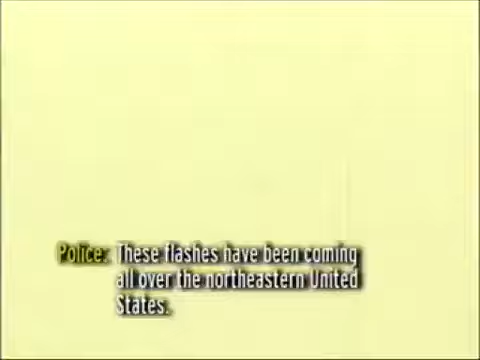 Police: These flashes have been coming
all over the northeastern United
States.